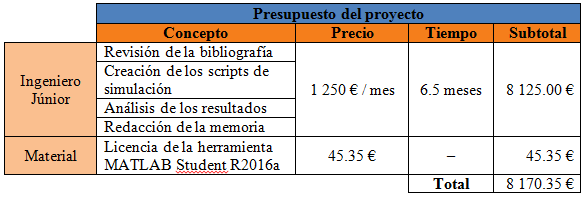 Presupuesto del proyecto
Concepto Precio Tiempo Subtotal
Ingeniero
Júnior
Revisión de la bibliografía
Creación de los scripts de
simulación
Análisis de los resultados
Redacción de la memoria
1 250 € / mes 6.5 meses 8 125.00 €
Material
Licencia de la herramienta
MATLAB Student R2016a
45.35 € – 45.35 €
Total 8 170.35 €